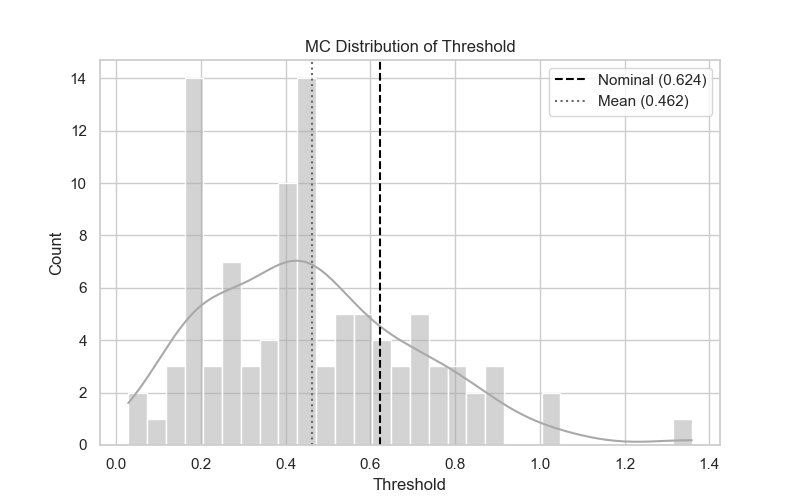 MC Distribution of Threshold
Nominal (0.624)
Mean (0.462)
Count
14
12
10
8
6
4
2
0
0.0 0.2 0.4 0.6 0.8 1.0 1.2 1.4
Threshold